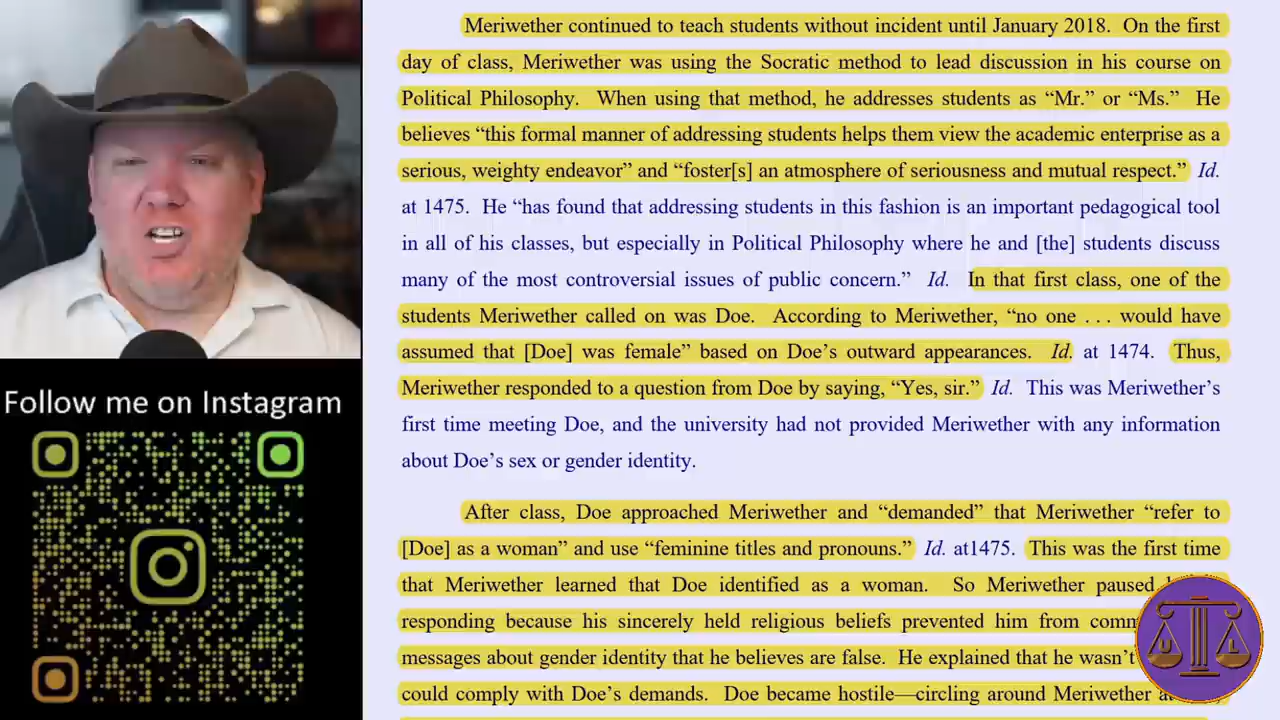 Meriwether continued to teach students without incident until January 2018. On the first
day of class, Meriwether was using the Socratic method to lead discussion in his course on
Political Philosophy. When using that method, he addresses students as “Mr.” or “Ms.” He
believes “this formal manner of addressing students helps them view the academic enterprise as a
serious, weighty endeavor” and “foster[s] an atmosphere of seriousness and mutual respect.” Id.
at 1475. He “has found that addressing students in this fashion is an important pedagogical tool
in all of his classes, but especially in Political Philosophy where he and [the] students discuss
many of the most controversial issues of public concern.” Id. In that first class, one of the
students Meriwether called on was Doe. According to Meriwether, “no one . . . would have
assumed that [Doe] was female” based on Doe’s outward appearances. Id. at 1474. Thus,
Meriwether responded to a question from Doe by saying, “Yes, sir.” Id. This was Meriwether’s
first time meeting Doe, and the university had not provided Meriwether with any information
about Doe’s sex or gender identity.
After class, Doe approached Meriwether and “demanded” that Meriwether “refer to
[Doe] as a woman” and use “feminine titles and pronouns.” Id. at1475. This was the first time
that Meriwether learned that Doe identified as a woman. So Meriwether paused
responding because his sincerely held religious beliefs prevented him from
messages about gender identity that he believes are false. He explained that he wasn’t
could comply with Doe’s demands. Doe became hostile—circling around Meriwether
Follow me on Instagram
U L